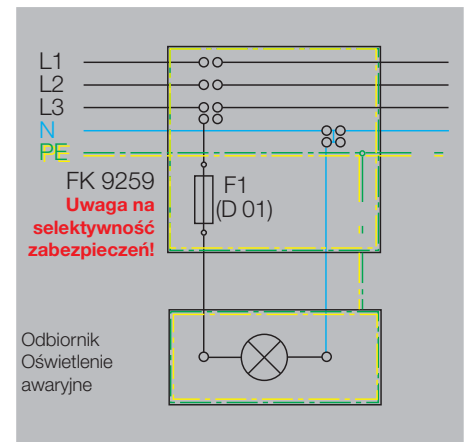 L1
L2
L3
N
PE
FK 9259
Uwaga na
selektywność
zabezpieczeń!
F1
(D 01)
Odbiornik
Oświetlenie
awaryjne